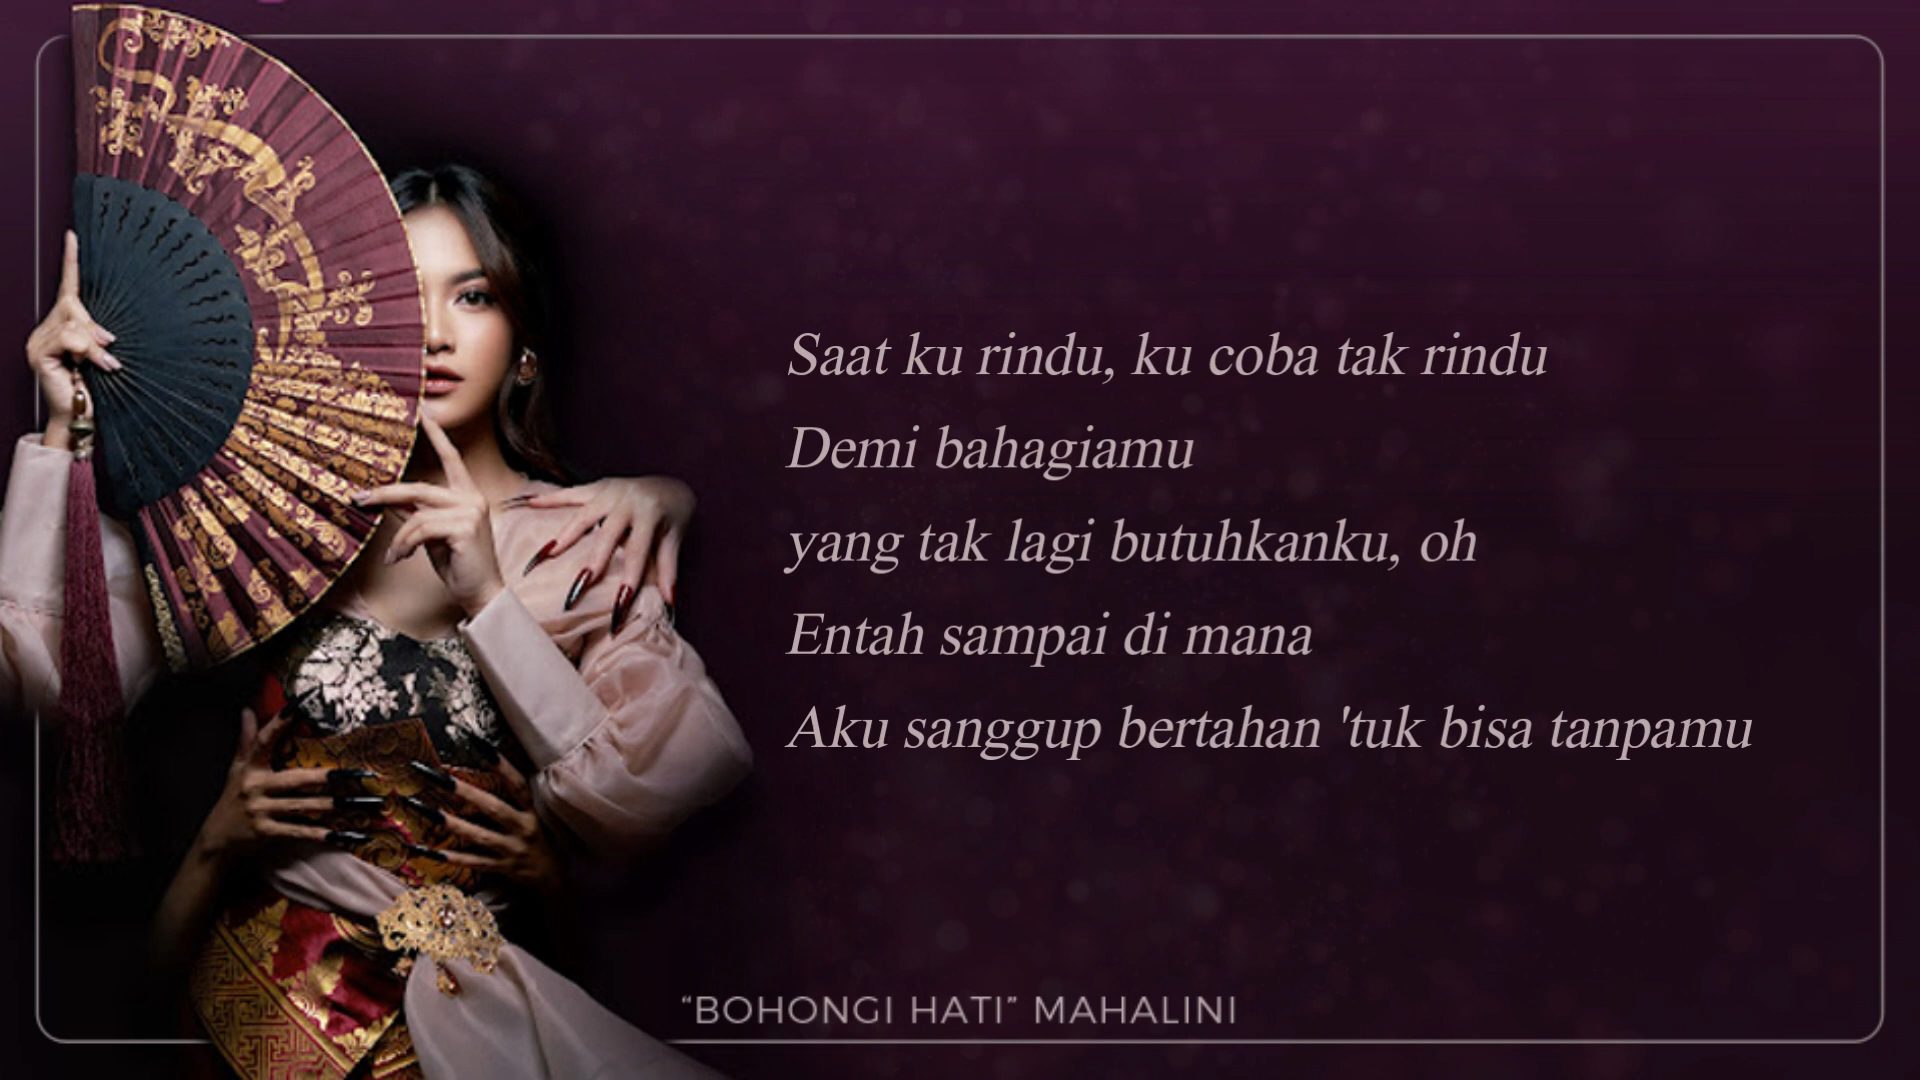 Saat ku rindu, ku coba tak rindu
Demi bahagiamu
yang tak lagi butuhkanku, oh
Entah sampai di mana
Aku sanggup bertahan 'tuk bisa tanpamu
“BOHONGI HATI” MAHALINI